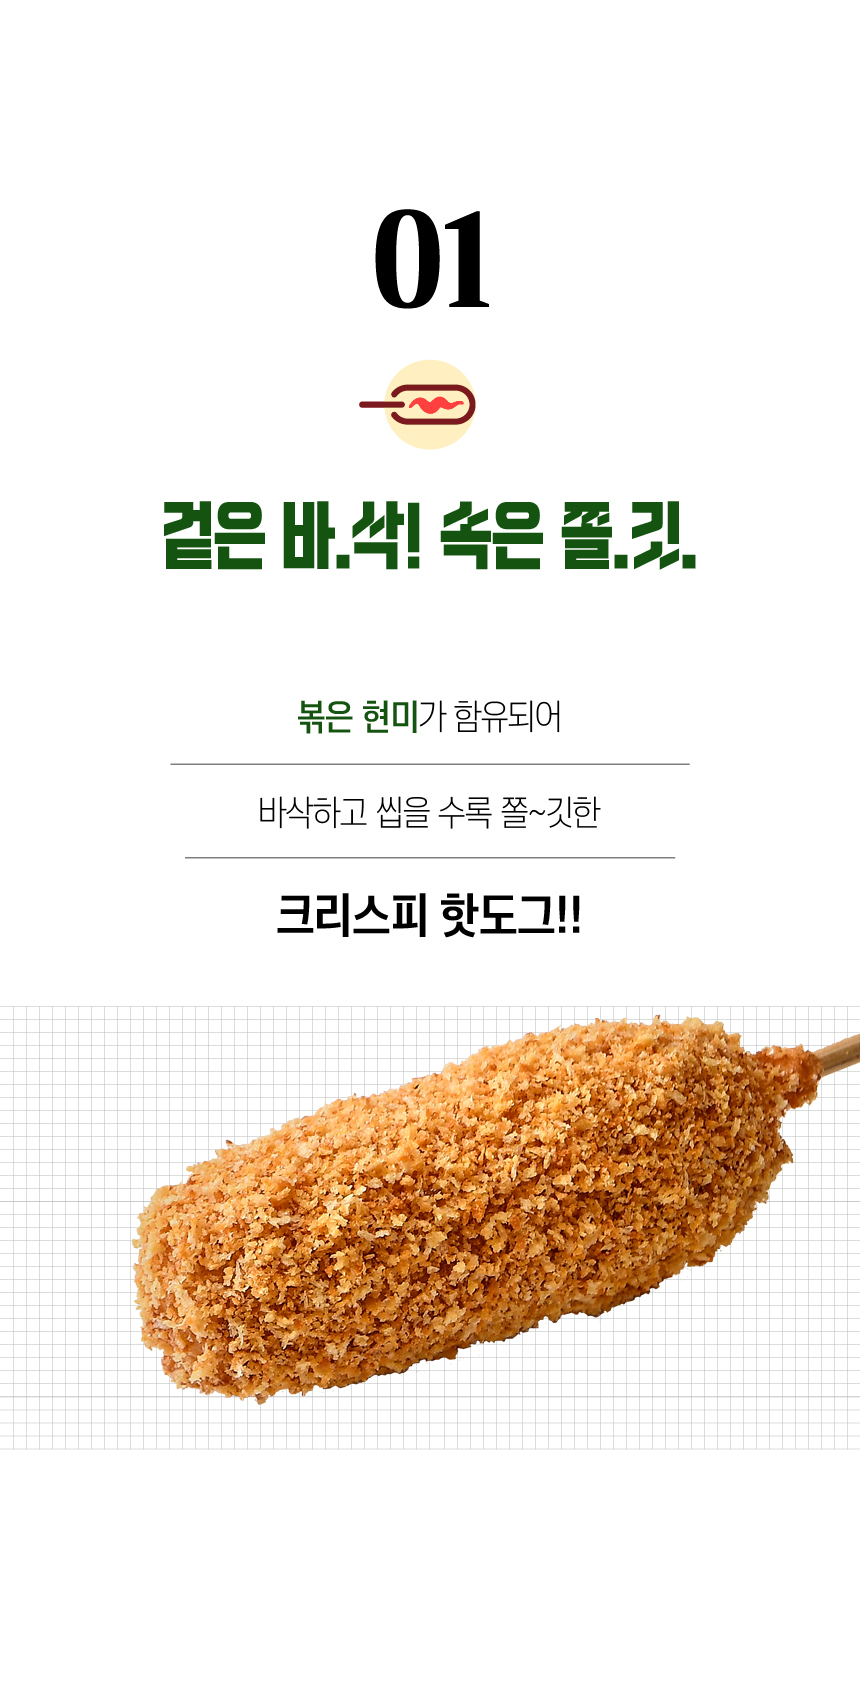 01
겉은 바.삭! 속은 쫄.깃.
볶은 현미가 함유되어
바삭하고 씹을 수록 쫄~깃한
크리스피 핫도그!!